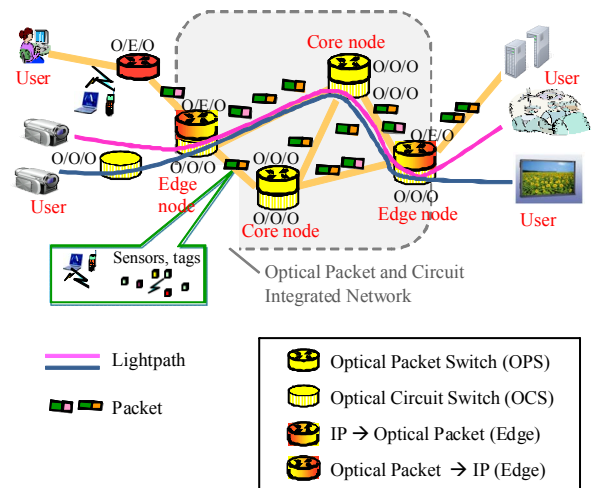 O/E/O
Core node
User
O/O/O
O/O/O
User
O/E/O
O/E/O
O/O/O
O/O/O
O/O/O
O/O/O
User
Edge
node
O/O/O
Core node
Edge node
User
Sensors, tags
Optical Packet and Circuit
Integrated Network
Lightpath
Packet
Optical Packet Switch (OPS)
Optical Circuit Switch (OCS)
IP → Optical Packet (Edge)
Optical Packet → IP (Edge)